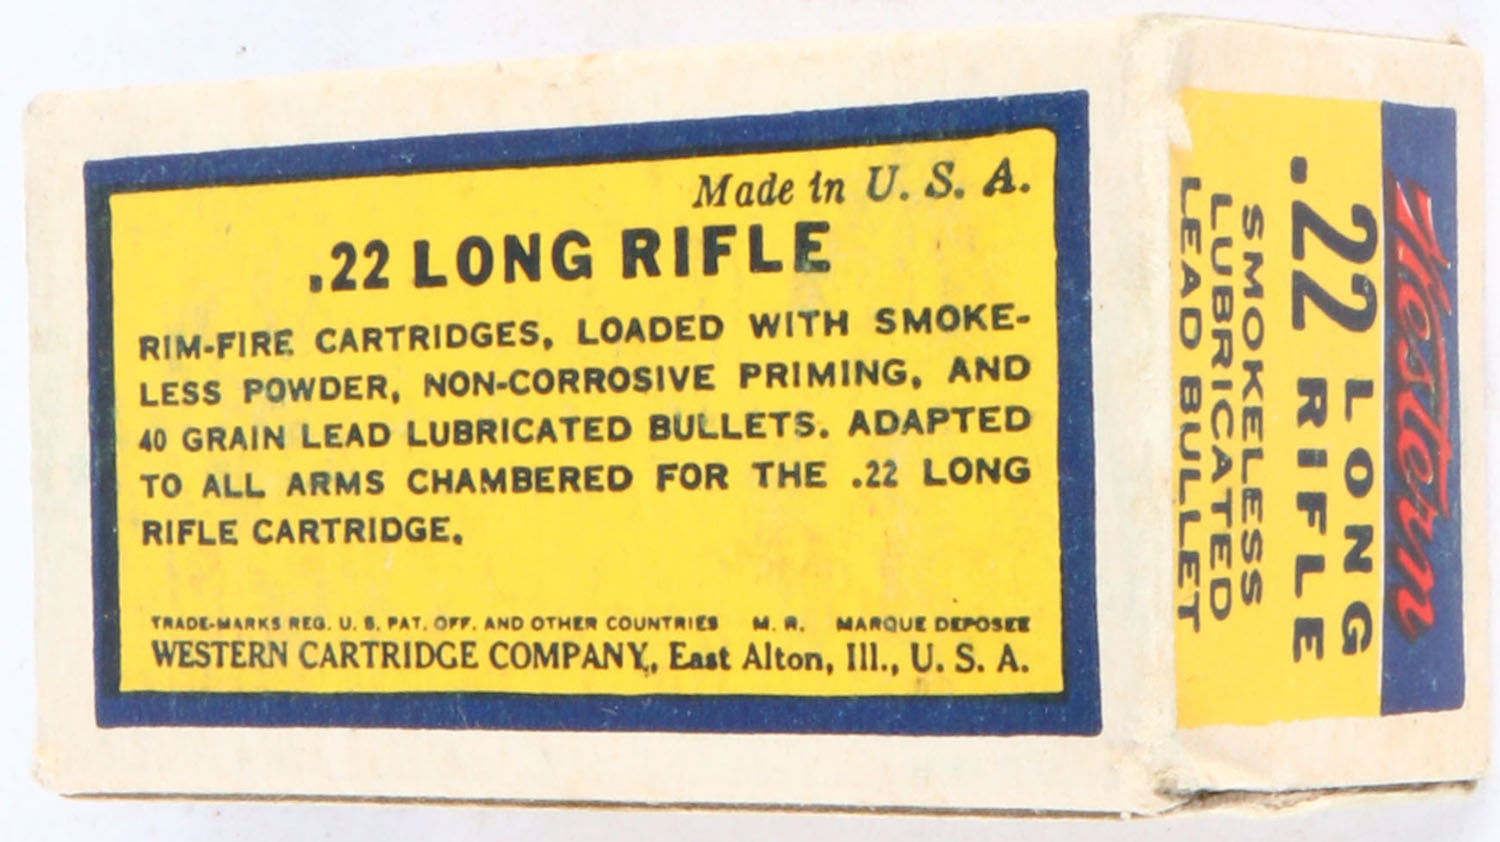 Made in U. S. A.
.22 LONG RIFLE
RIM-FIRE CARTRIDGES, LOADED WITH SMOKE-
LESS POWDER, NON-CORROSIVE PRIMING, AND
40 GRAIN LEAD LUBRICATED BULLETS. ADAPTED
TO ALL ARMS CHAMBERED FOR THE .22 LONG
RIFLE CARTRIDGE.
TRADE-MARKS REG. U. S. PAT. OFF. AND OTHER COUNTRIES M. R. MARQUE DEPOSEE
WESTERN CARTRIDGE COMPANY, East Alton, Ill., U. S. A.
Western
22 LONG
.22 RIFLE
SMOKELESS
LUBRICATED
LEAD BULLET